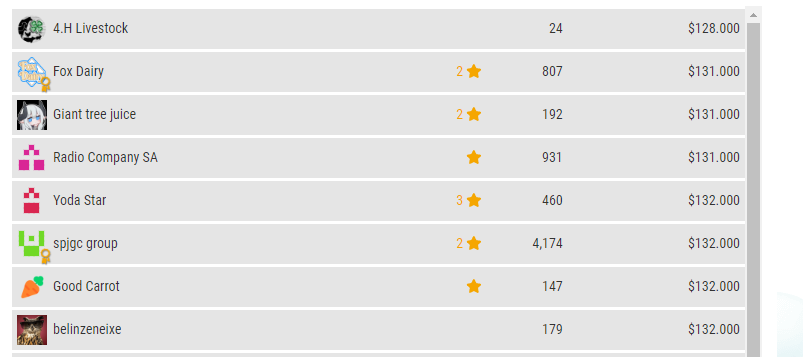 4.H Livestock 24 $128.000
Fox Dairy 2 807 $131.000
Giant tree juice 2 192 $131.000
Radio Company SA 931 $131.000
Yoda Star 3 460 $132.000
spjgc group 2 4,174 $132.000
Good Carrot 147 $132.000
belinzeneixe 179 $132.000